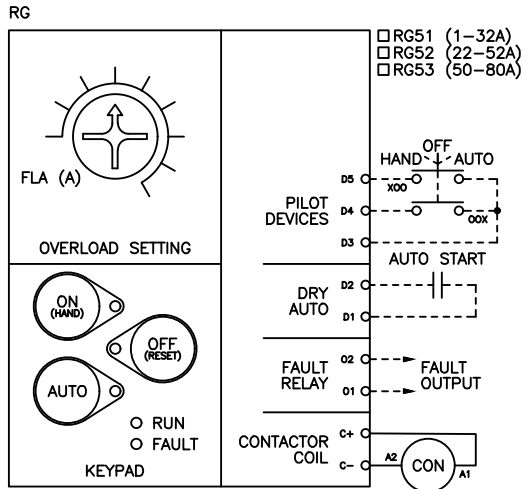 RG
□ RG51 (1-32A)
□ RG52 (22-52A)
□ RG53 (50-80A)
FLA (A)
OVERLOAD SETTING
OFF
HAND AUTO
D5
XOO
PILOT
DEVICES
D4
OOX
D3
AUTO START
DRY
AUTO
D2
D1
ON
(HAND)
OFF
(RESET)
AUTO
RUN
FAULT
KEYPAD
FAULT
RELAY
O2
O1
FAULT
OUTPUT
CONTACTOR
COIL
C+
C-
A2
CON
A1